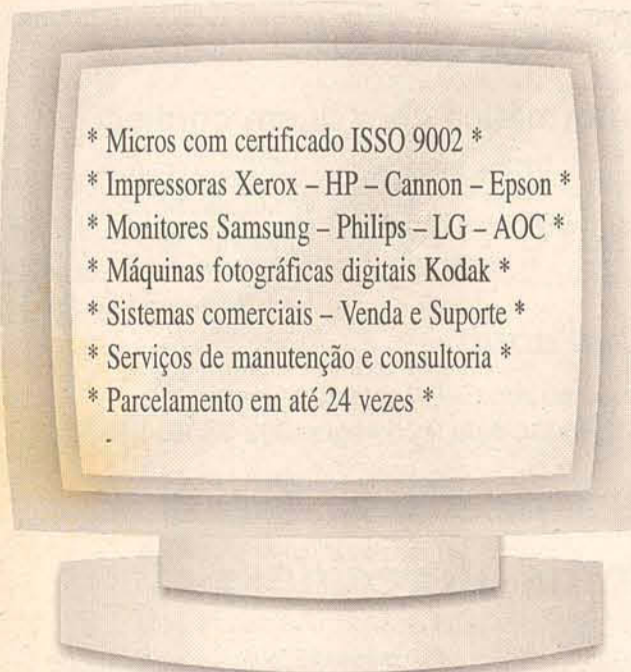 * Micros com certificado ISSO 9002 *
* Impressoras Xerox – HP – Cannon – Epson *
* Monitores Samsung – Philips – LG – AOC *
* Máquinas fotográficas digitais Kodak *
* Sistemas comerciais – Venda e Suporte *
* Serviços de manutenção e consultoria *
* Parcelamento em até 24 vezes *
-